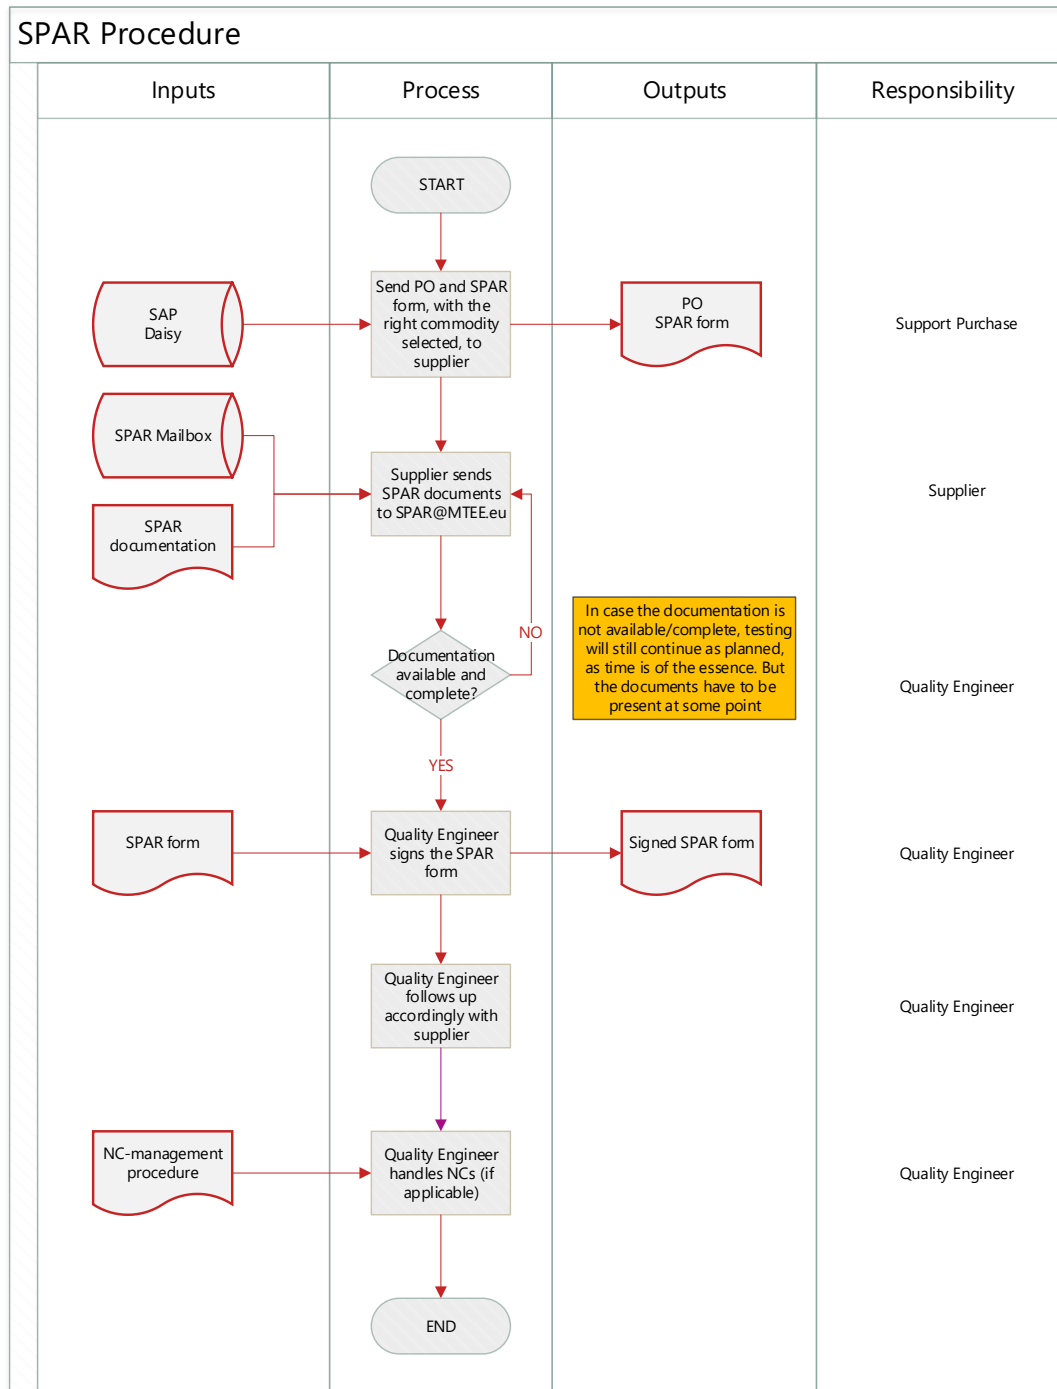 SPAR Procedure
Inputs
Process
Outputs
Responsibility
START
SAP
Daisy
Send PO and SPAR
form, with the
right commodity
selected, to
supplier
PO
SPAR form
Support Purchase
SPAR Mailbox
SPAR
documentation
Supplier sends
SPAR documents
to SPAR@MTEE.eu
Supplier
NO
Documentation
available and
complete?
In case the documentation is
not available/complete, testing
will still continue as planned,
as time is of the essence. But
the documents have to be
present at some point
Quality Engineer
YES
SPAR form
Quality Engineer
signs the SPAR
form
Signed SPAR form
Quality Engineer
Quality Engineer
follows up
accordingly with
supplier
Quality Engineer
NC-management
procedure
Quality Engineer
handles NCs (if
applicable)
Quality Engineer
END